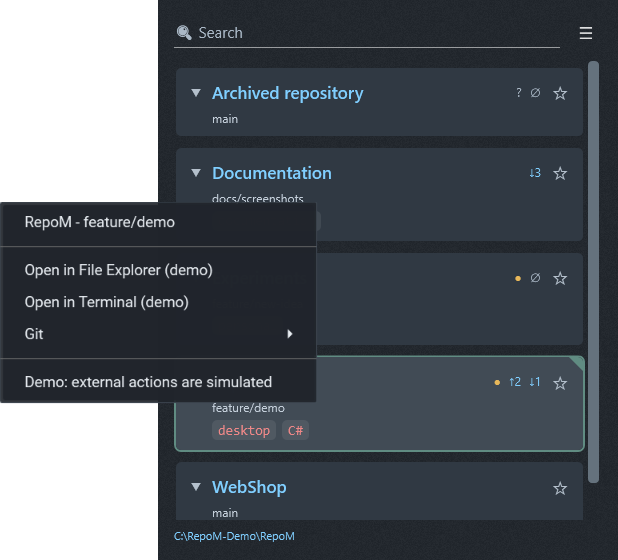 Search
Archived repository
? ∅
main
Documentation
↓3
docs/screenshots
RepoM - feature/demo
Open in File Explorer (demo)
● ∅
Open in Terminal (demo)
Git
Demo: external actions are simulated
● ↑2 ↓1
feature/demo
desktop C#
WebShop
main
C:\RepoM-Demo\RepoM